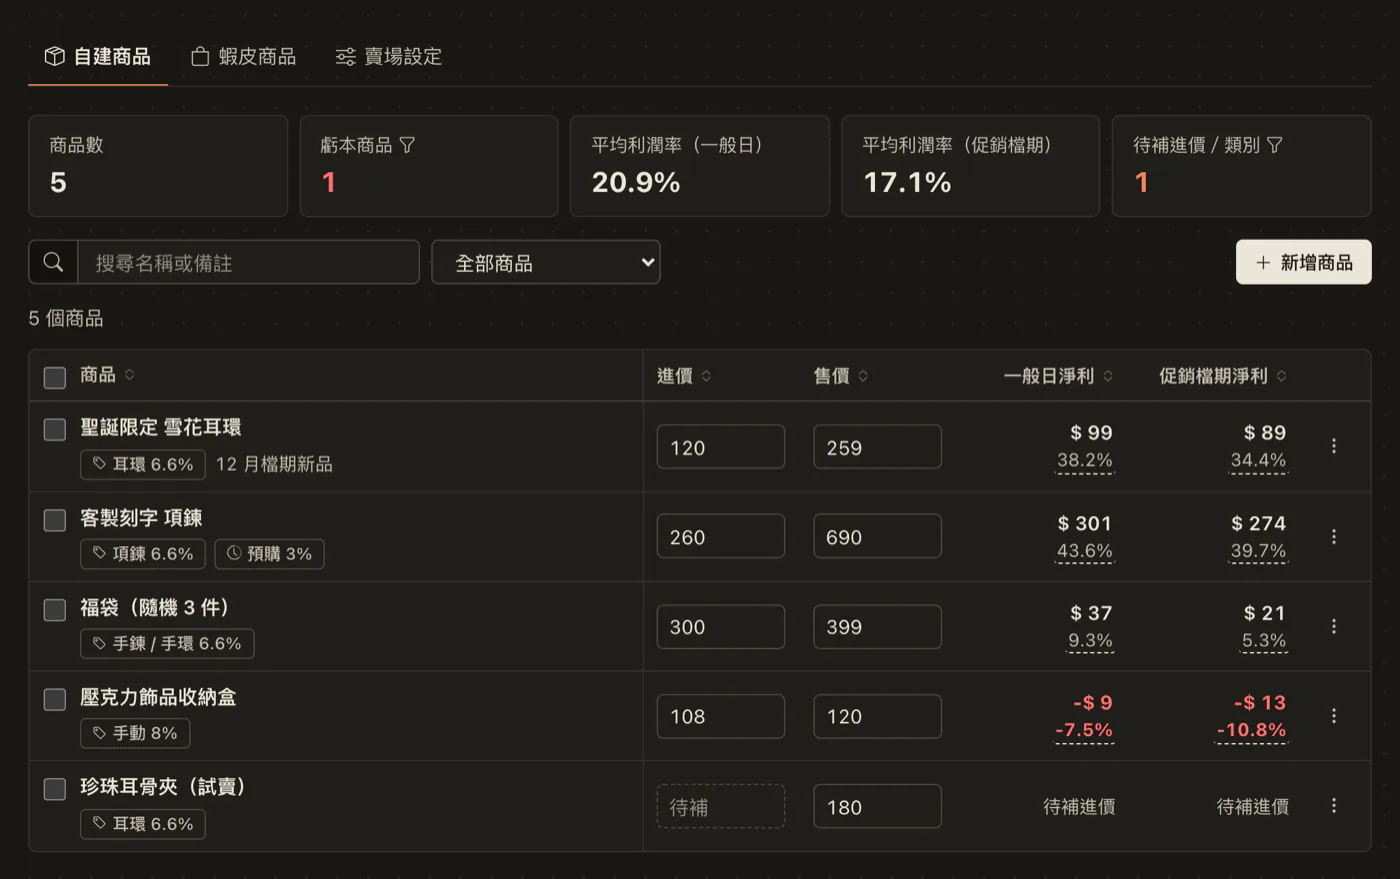 自建商品 蝦皮商品 賣場設定
商品數 虧本商品 平均利潤率（一般日） 平均利潤率（促銷檔期） 待補進價 / 類別
5 1 20.9% 17.1% 1
搜尋名稱或備註 全部商品 + 新增商品
5 個商品
商品 進價 售價 一般日淨利 促銷檔期淨利
聖誕限定 雪花耳環 120 259 $ 99 $ 89
耳環 6.6% 12 月檔期新品 38.2% 34.4%
客製刻字 項鍊 260 690 $ 301 $ 274
項鍊 6.6% 預購 3% 43.6% 39.7%
福袋（隨機 3 件） 300 399 $ 37 $ 21
手鍊 / 手環 6.6% 9.3% 5.3%
壓克力飾品收納盒 108 120 -$ 9 -$ 13
手動 8% -7.5% -10.8%
珍珠耳骨夾（試賣） 待補 180 待補進價 待補進價
耳環 6.6%